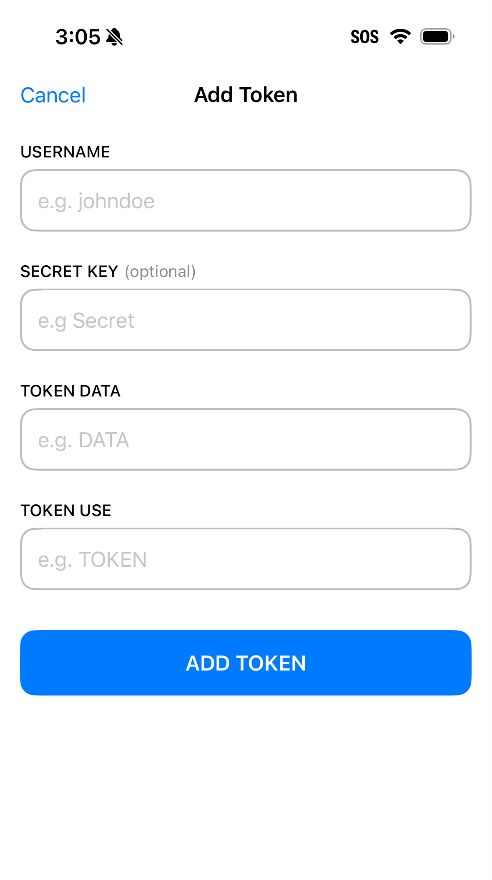 3:05 SOS
Cancel Add Token
USERNAME
e.g. johndoe
SECRET KEY (optional)
e.g Secret
TOKEN DATA
e.g. DATA
TOKEN USE
e.g. TOKEN
ADD TOKEN